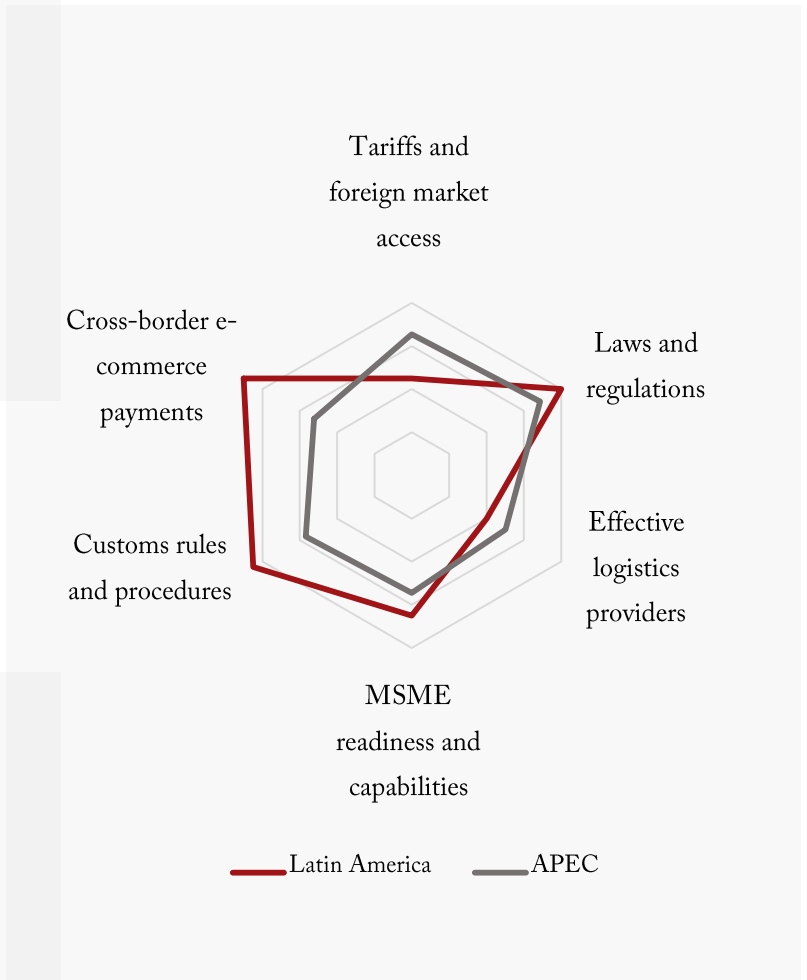 Tariffs and
foreign market
access
Cross-border e-
commerce
payments
Laws and
regulations
Effective
logistics
providers
Customs rules
and procedures
MSME
readiness and
capabilities
Latin America
APEC